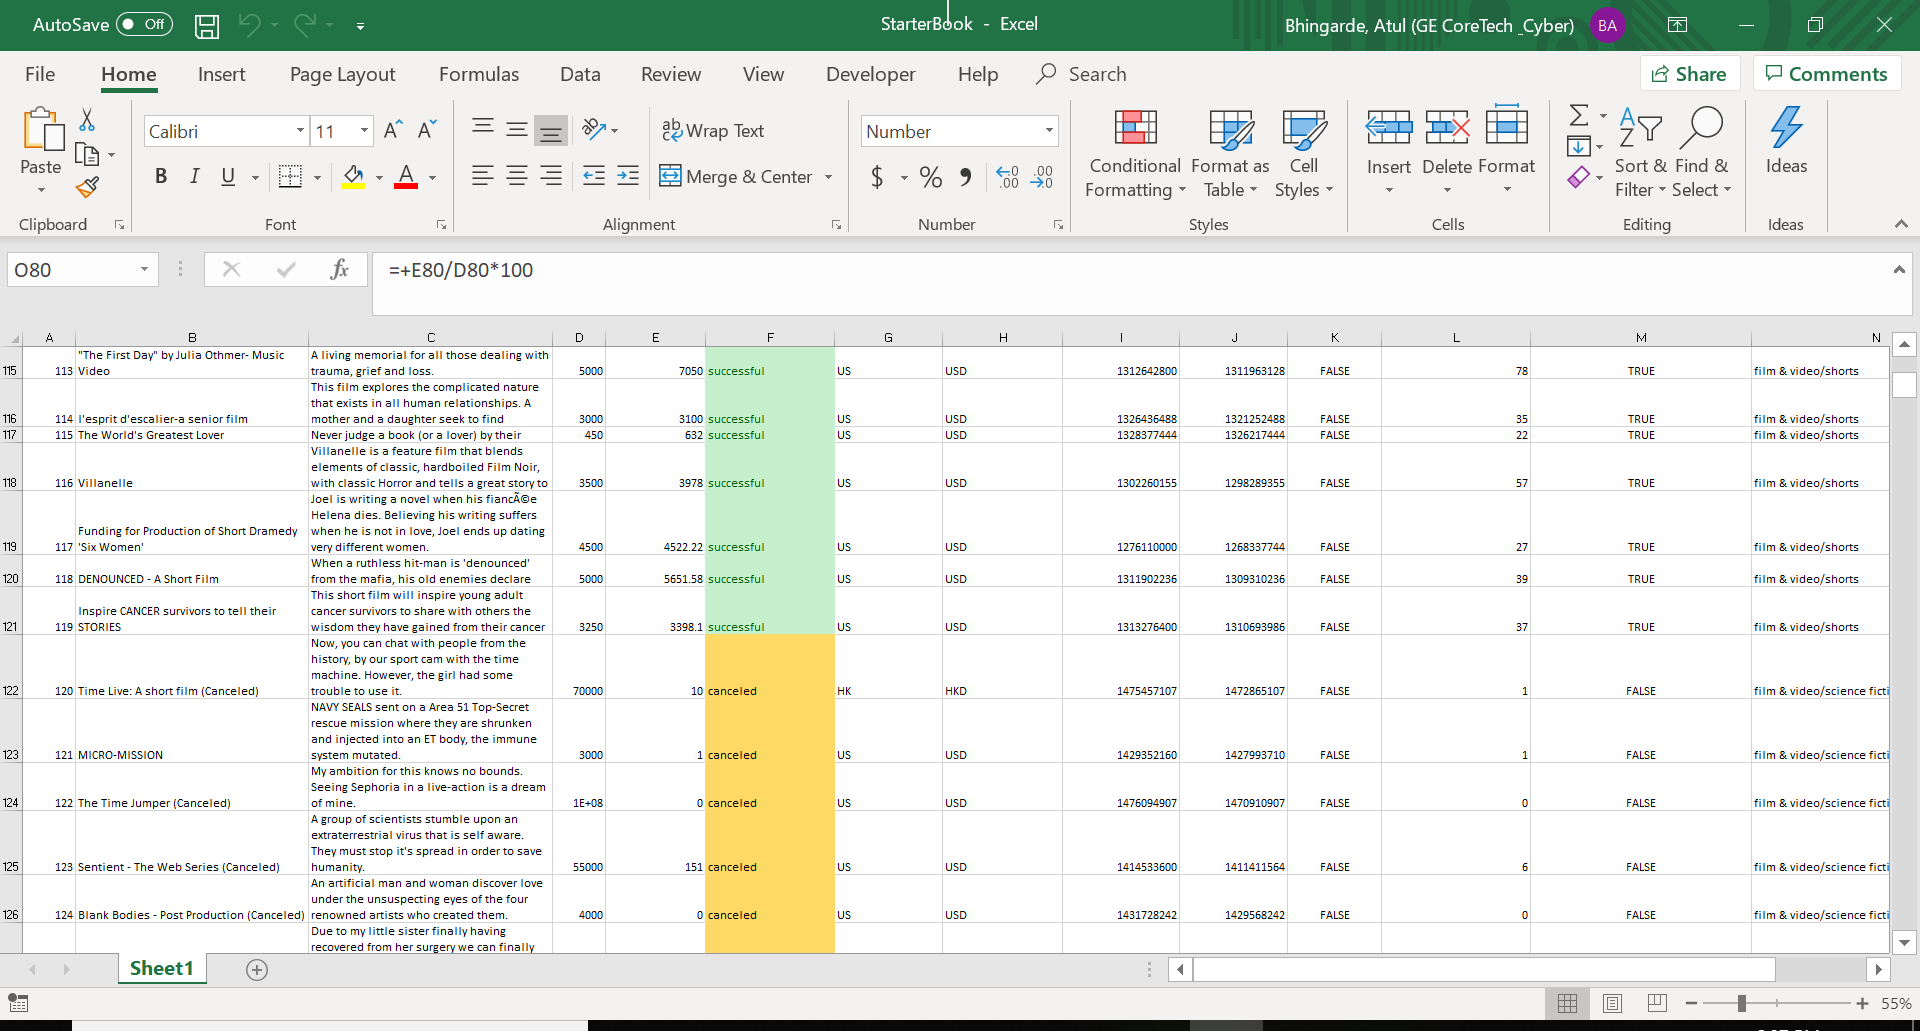 AutoSave Off StarterBook - Excel Bhingarde, Atul (GE CoreTech _Cyber) BA
File Home Insert Page Layout Formulas Data Review View Developer Help Search Share Comments
Paste
Clipboard
Calibri 11 A A
B I U A
Font
ab Wrap Text
Merge & Center
Alignment
Number
$ % , .00 .00
Number
Conditional Formatting Format as Table Cell Styles
Styles
Insert Delete Format
Cells
Sort & Filter Find & Select
Editing
Ideas
Ideas
O80 fx =+E80/D80*100
A B C D E F G H I J K L M N
115 113 "The First Day" by Julia Othmer- Music Video A living memorial for all those dealing with trauma, grief and loss. 5000 7050 successful US USD 1312642800 1311963128 FALSE 78 TRUE film & video/shorts
116 114 l'esprit d'escalier-a senior film This film explores the complicated nature that exists in all human relationships. A mother and a daughter seek to find 3000 3100 successful US USD 1326436488 1321252488 FALSE 35 TRUE film & video/shorts
117 115 The World's Greatest Lover Never judge a book (or a lover) by their 450 632 successful US USD 1328377444 1326217444 FALSE 22 TRUE film & video/shorts
118 116 Villanelle Villanelle is a feature film that blends elements of classic, hardboiled Film Noir, with classic Horror and tells a great story to 3500 3978 successful US USD 1302260155 1298289355 FALSE 57 TRUE film & video/shorts
119 117 Funding for Production of Short Dramedy 'Six Women' Joel is writing a novel when his fiancÃ©e Helena dies. Believing his writing suffers when he is not in love, Joel ends up dating very different women. 4500 4522.22 successful US USD 1276110000 1268337744 FALSE 27 TRUE film & video/shorts
120 118 DENOUNCED - A Short Film When a ruthless hit-man is 'denounced' from the mafia, his old enemies declare 5000 5651.58 successful US USD 1311902236 1309310236 FALSE 39 TRUE film & video/shorts
121 119 Inspire CANCER survivors to tell their STORIES This short film will inspire young adult cancer survivors to share with others the wisdom they have gained from their cancer 3250 3398.1 successful US USD 1313276400 1310693986 FALSE 37 TRUE film & video/shorts
122 120 Time Live: A short film (Canceled) Now, you can chat with people from the history, by our sport cam with the time machine. However, the girl had some trouble to use it. 70000 10 canceled HK HKD 1475457107 1472865107 FALSE 1 FALSE film & video/science ficti
123 121 MICRO-MISSION NAVY SEALS sent on a Area 51 Top-Secret rescue mission where they are shrunken and injected into an ET body, the immune system mutated. 3000 1 canceled US USD 1429352160 1427993710 FALSE 1 FALSE film & video/science ficti
124 122 The Time Jumper (Canceled) My ambition for this knows no bounds. Seeing Sephoria in a live-action is a dream of mine. 1E+08 0 canceled US USD 1476094907 1470910907 FALSE 0 FALSE film & video/science ficti
125 123 Sentient - The Web Series (Canceled) A group of scientists stumble upon an extraterrestrial virus that is self aware. They must stop it's spread in order to save humanity. 55000 151 canceled US USD 1414533600 1411411564 FALSE 6 FALSE film & video/science ficti
126 124 Blank Bodies - Post Production (Canceled) An artificial man and woman discover love under the unsuspecting eyes of the four renowned artists who created them. 4000 0 canceled US USD 1431728242 1429568242 FALSE 0 FALSE film & video/science ficti
Due to my little sister finally having recovered from her surgery we can finally
Sheet1
55%